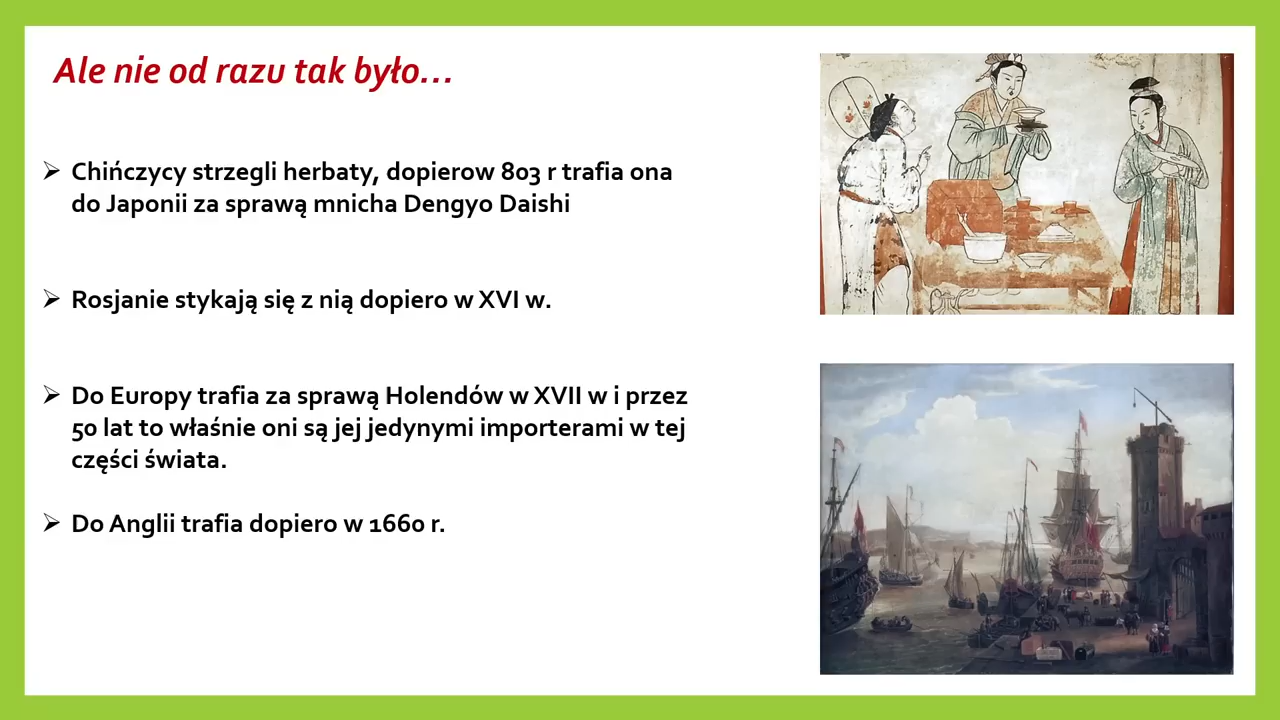 Ale nie od razu tak było...
➢ Chińczycy strzegli herbaty, dopierow 803 r trafia ona
do Japonii za sprawą mnicha Dengyo Daishi
➢ Rosjanie stykają się z nią dopiero w XVI w.
➢ Do Europy trafia za sprawą Holendów w XVII w i przez
50 lat to właśnie oni są jej jedynymi importerami w tej
części świata.
➢ Do Anglii trafia dopiero w 1660 r.